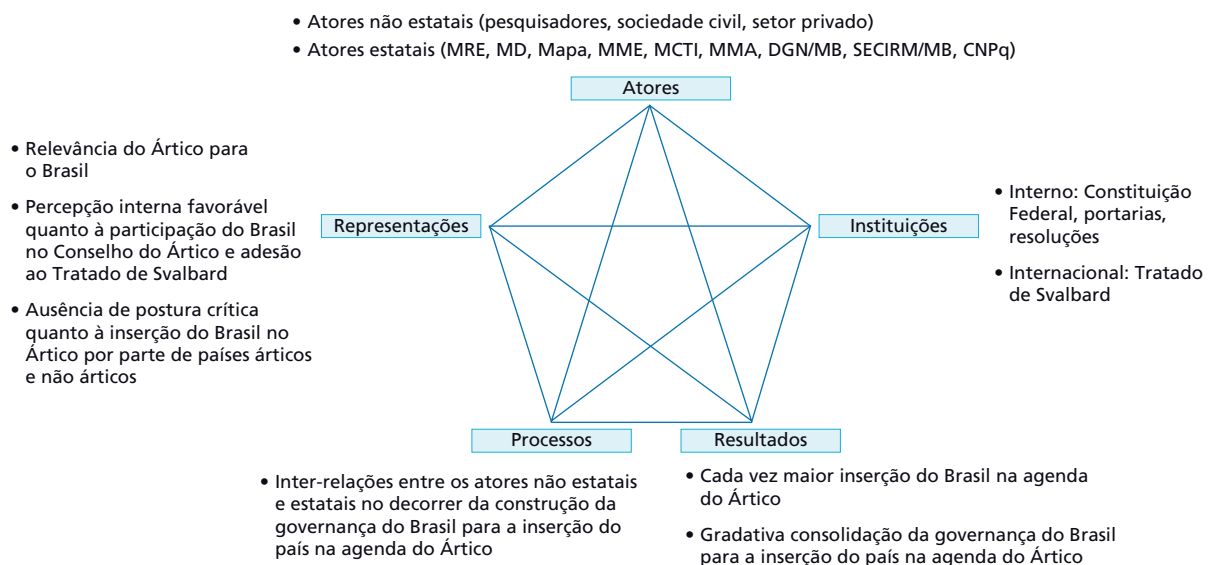 • Atores não estatais (pesquisadores, sociedade civil, setor privado)
• Atores estatais (MRE, MD, Mapa, MME, MCTI, MMA, DGN/MB, SECIRM/MB, CNPq)
Atores
• Relevância do Ártico para
o Brasil
• Percepção interna favorável
quanto à participação do Brasil
no Conselho do Ártico e adesão
ao Tratado de Svalbard
• Ausência de postura crítica
quanto à inserção do Brasil no
Ártico por parte de países árticos
e não árticos
Representações
Instituições
• Interno: Constituição
Federal, portarias,
resoluções
• Internacional: Tratado
de Svalbard
Processos
• Inter-relações entre os atores não estatais
e estatais no decorrer da construção da
governança do Brasil para a inserção do
país na agenda do Ártico
Resultados
• Cada vez maior inserção do Brasil na agenda
do Ártico
• Gradativa consolidação da governança do Brasil
para a inserção do país na agenda do Ártico